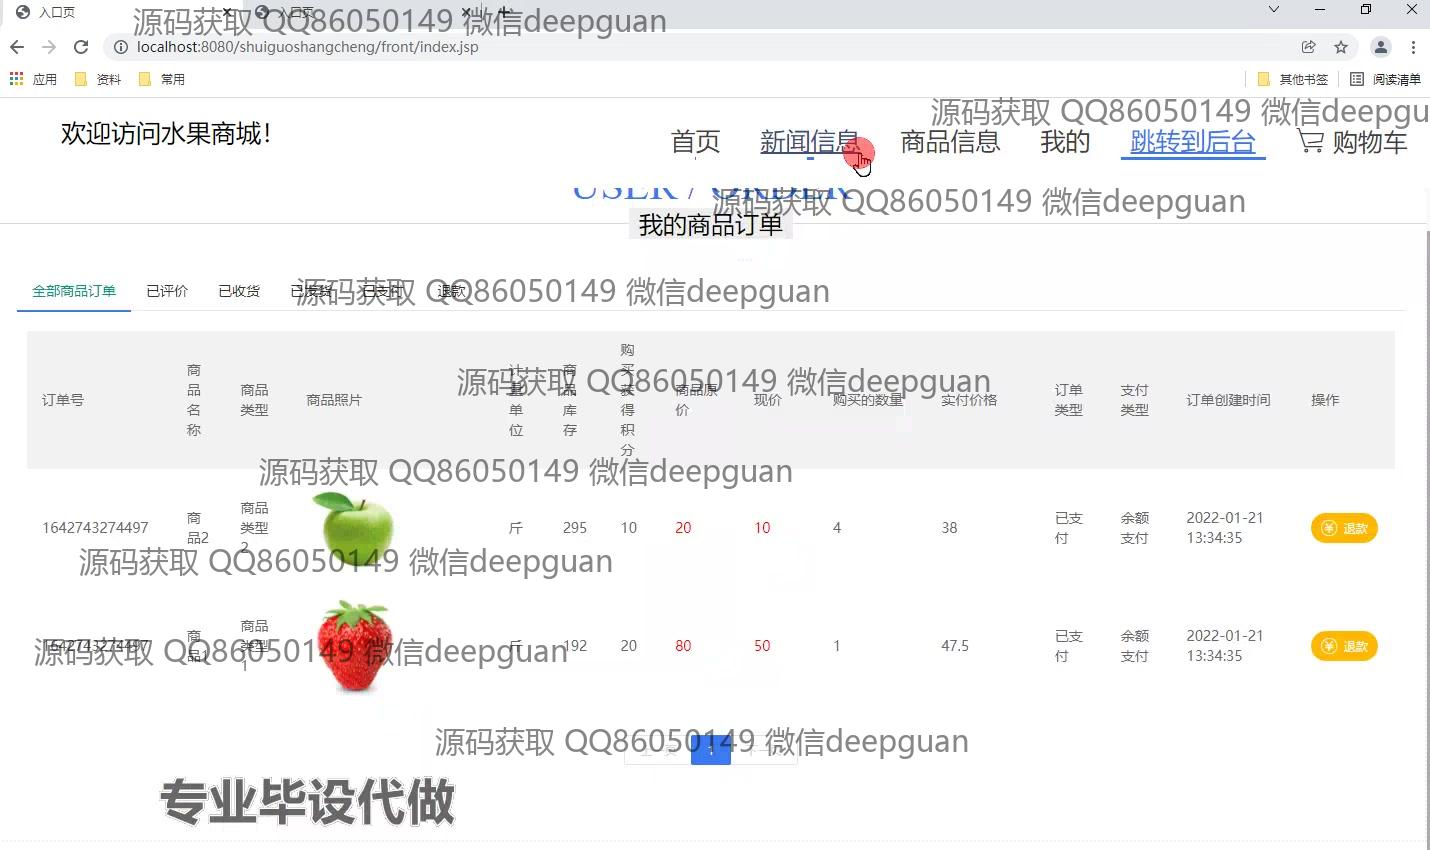 入口页 入口页
源码获取 QQ86050149 微信deepguan
localhost:8080/shuiguoshangcheng/front/index.jsp
应用 资料 常用 其他书签 阅读清单
源码获取 QQ86050149 微信deepgu
欢迎访问水果商城!
首页 新闻信息 商品信息 我的 跳转到后台 购物车
USER / ORDER
源码获取 QQ86050149 微信deepguan
我的商品订单
全部商品订单 已评价 已收货 已发货 已支付 退款
源码获取 QQ86050149 微信deepguan
订单号 商品名称 商品类型 商品照片 计量单位 商品库存 购买获得积分 商品原价 现价 购买的数量 实付价格 订单类型 支付类型 订单创建时间 操作
源码获取 QQ86050149 微信deepguan
源码获取 QQ86050149 微信deepguan
1642743274497 商品2 商品类型2 斤 295 10 20 10 4 38 已支付 余额支付 2022-01-21 13:34:35 退款
源码获取 QQ86050149 微信deepguan
1642743274497 商品1 商品类型1 斤 192 20 80 50 1 47.5 已支付 余额支付 2022-01-21 13:34:35 退款
源码获取 QQ86050149 微信deepguan
源码获取 QQ86050149 微信deepguan
1
专业毕设代做